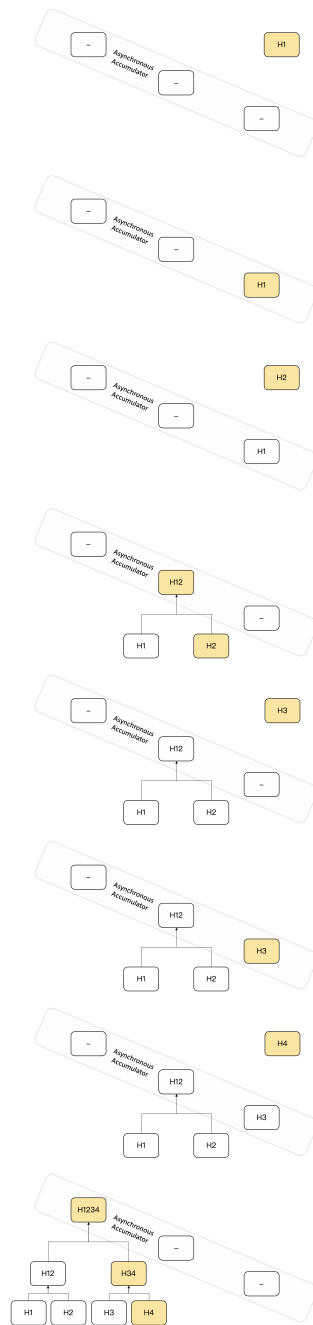 –
H1
Asynchronous
Accumulator
–
–
–
Asynchronous
Accumulator
–
H1
–
H2
Asynchronous
Accumulator
–
H1
–
Asynchronous
Accumulator
H12
–
H1
H2
–
H3
Asynchronous
Accumulator
H12
–
H1
H2
–
Asynchronous
Accumulator
H12
H3
H1
H2
–
H4
Asynchronous
Accumulator
H12
H3
H1
H2
H1234
Asynchronous
Accumulator
–
H12
H34
–
H1
H2
H3
H4